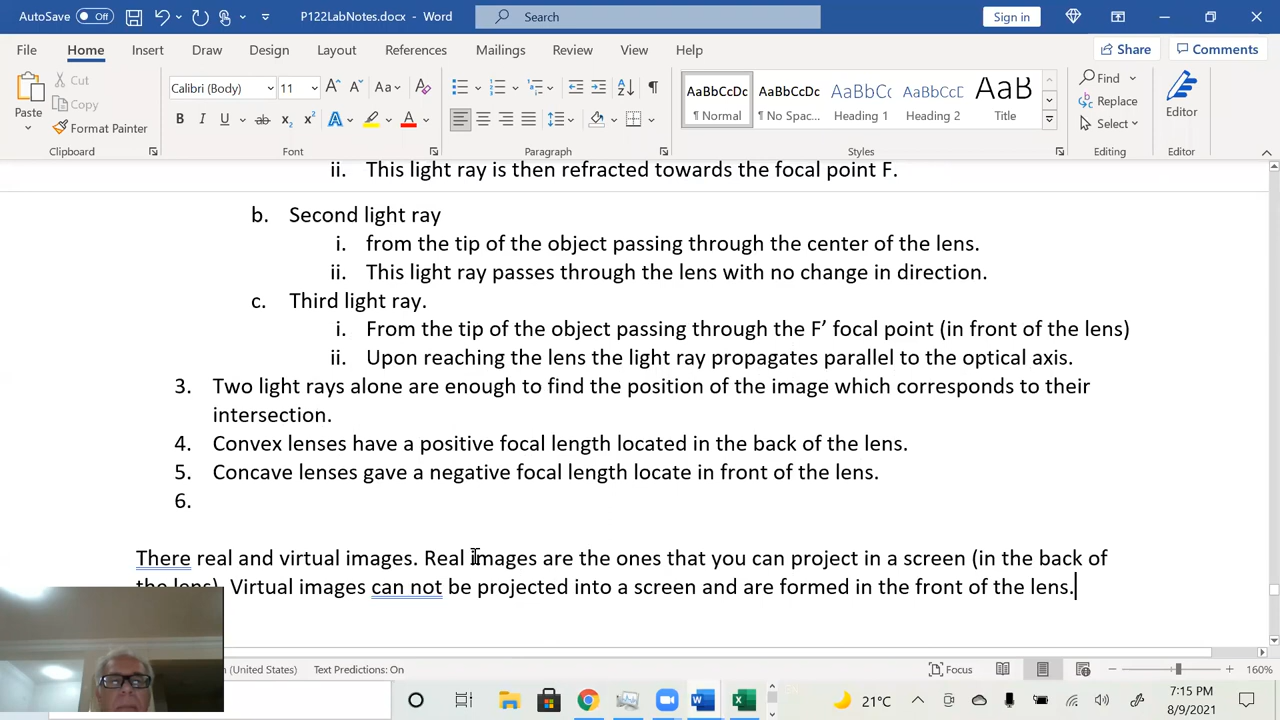 AutoSave Off P122LabNotes.docx - Word Search Sign in
File Home Insert Draw Design Layout References Mailings Review View Help Share Comments
Paste Cut Copy Format Painter
Calibri (Body) 11
B I U ab x₂ x² A A
AaBbCcDc AaBbCcDc AaBbCc AaBbCcD AaB
¶ Normal ¶ No Spac... Heading 1 Heading 2 Title
Find Replace Select Editor
Clipboard Font Paragraph Styles Editing Editor
ii. This light ray is then refracted towards the focal point F.
b. Second light ray
i. from the tip of the object passing through the center of the lens.
ii. This light ray passes through the lens with no change in direction.
c. Third light ray.
i. From the tip of the object passing through the F’ focal point (in front of the lens)
ii. Upon reaching the lens the light ray propagates parallel to the optical axis.
3. Two light rays alone are enough to find the position of the image which corresponds to their
intersection.
4. Convex lenses have a positive focal length located in the back of the lens.
5. Concave lenses gave a negative focal length locate in front of the lens.
6.
There real and virtual images. Real images are the ones that you can project in a screen (in the back of
the lens). Virtual images can not be projected into a screen and are formed in the front of the lens.
(United States) Text Predictions: On Focus 160%
21°C 7:15 PM
8/9/2021